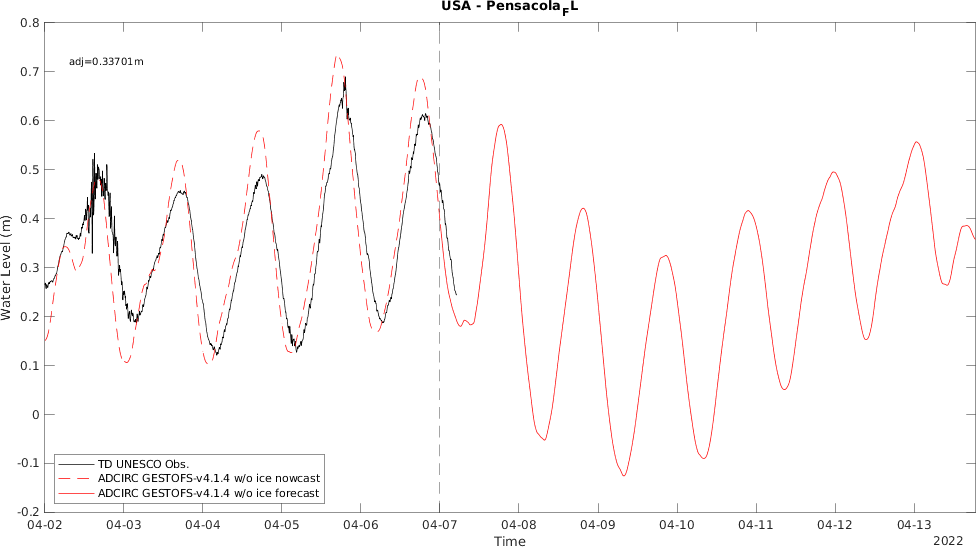 USA - Pensacola_FL
0.8
0.7
0.6
0.5
0.4
0.3
0.2
0.1
0
-0.1
-0.2
Water Level (m)
adj=0.33701m
TD UNESCO Obs.
ADCIRC GESTOFS-v4.1.4 w/o ice nowcast
ADCIRC GESTOFS-v4.1.4 w/o ice forecast
04-02 04-03 04-04 04-05 04-06 04-07 04-08 04-09 04-10 04-11 04-12 04-13
Time
2022